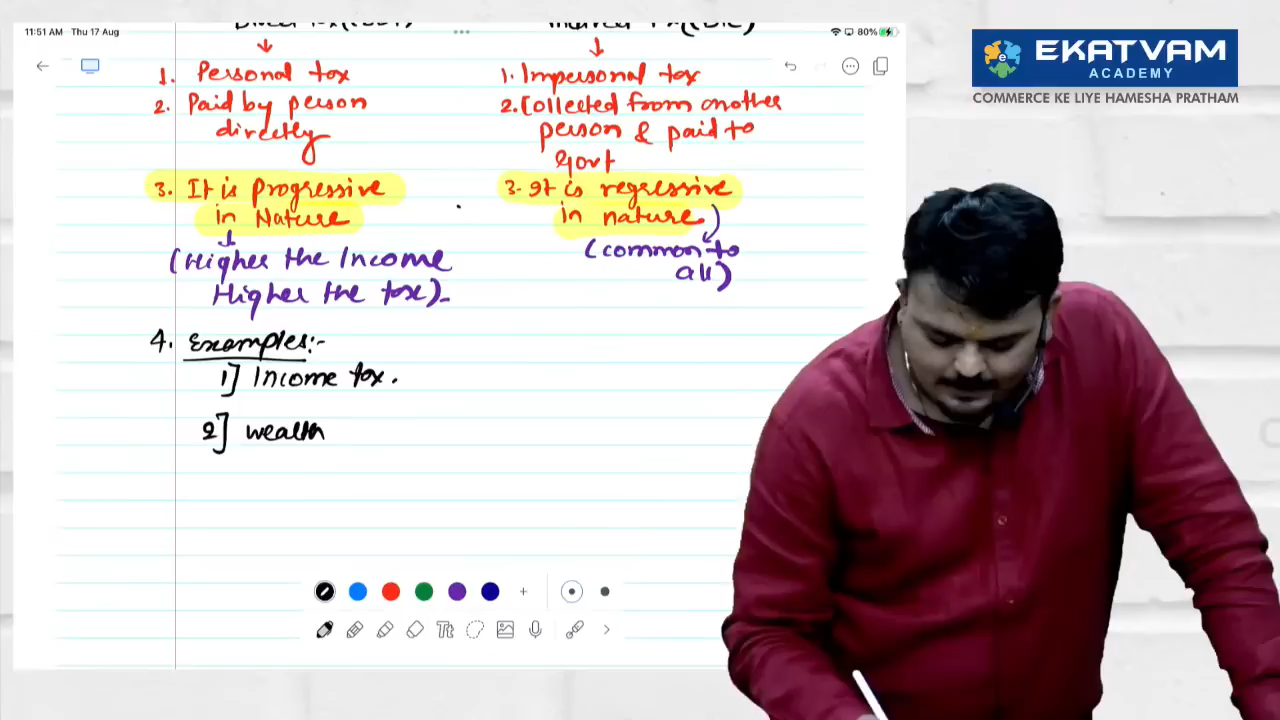 11:51 AM Thu 17 Aug
80%
EKATVAM
ACADEMY
COMMERCE KE LIYE HAMESHA PRATHAM
1. Personal tax
2. Paid by person
directly
3. It is progressive
in Nature
(Higher the Income
Higher the tax).
4. Examples:-
1] Income tax.
2] wealth
1. Impersonal tax
2. Collected from another
person & paid to
Govt
3. It is regressive
in nature
(common to
all)
Tt